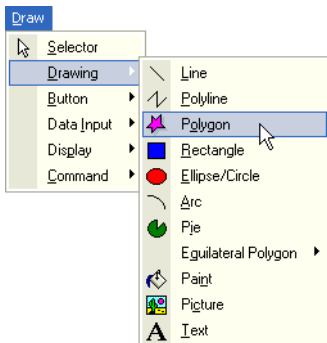 Draw
Selector
Drawing
Line
Button
Polyline
Data Input
Polygon
Display
Rectangle
Command
Ellipse/Circle
Arc
Pie
Equilateral Polygon
Paint
Picture
A Text